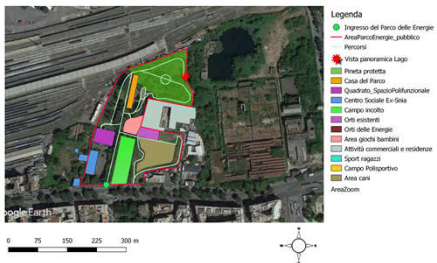 Legenda
Ingresso del Parco delle Energie
AreaParcoEnergie_pubblico
Percorsi
Vista panoramica Lago
Pineta protetta
Casa del Parco
Quadrato_SpazioPolifunzionale
Centro Sociale Ex-Snia
Campo incolto
Orti esistenti
Orti delle Energie
Area giochi bambini
Attività commerciali e residenze
Sport ragazzi
Campo Polisportivo
Area cani
AreaZoom
oogle Earth
0 75 150 225 300 m